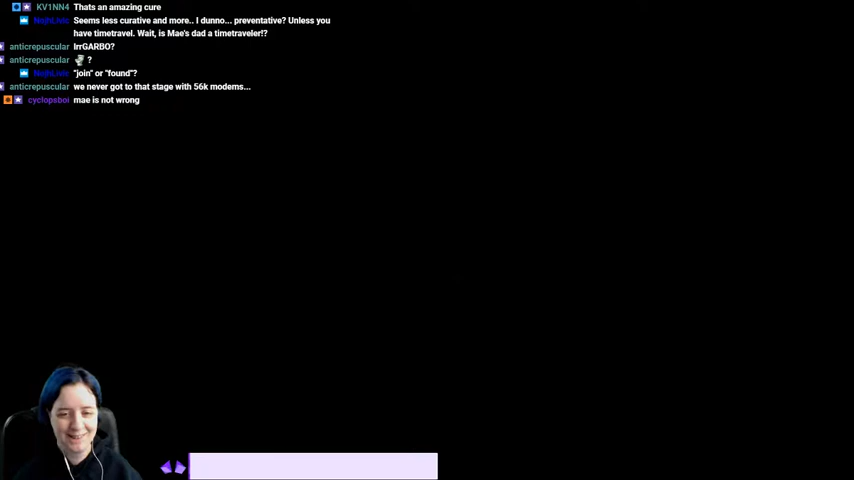 KV1NN4 Thats an amazing cure
Seems less curative and more.. I dunno... preventative? Unless you
have timetravel. Wait, is Mae's dad a timetraveler!?
anticrepuscular IrrGARBO?
anticrepuscular ?
"join" or "found"?
anticrepuscular we never got to that stage with 56k modems...
cyclopsboi mae is not wrong